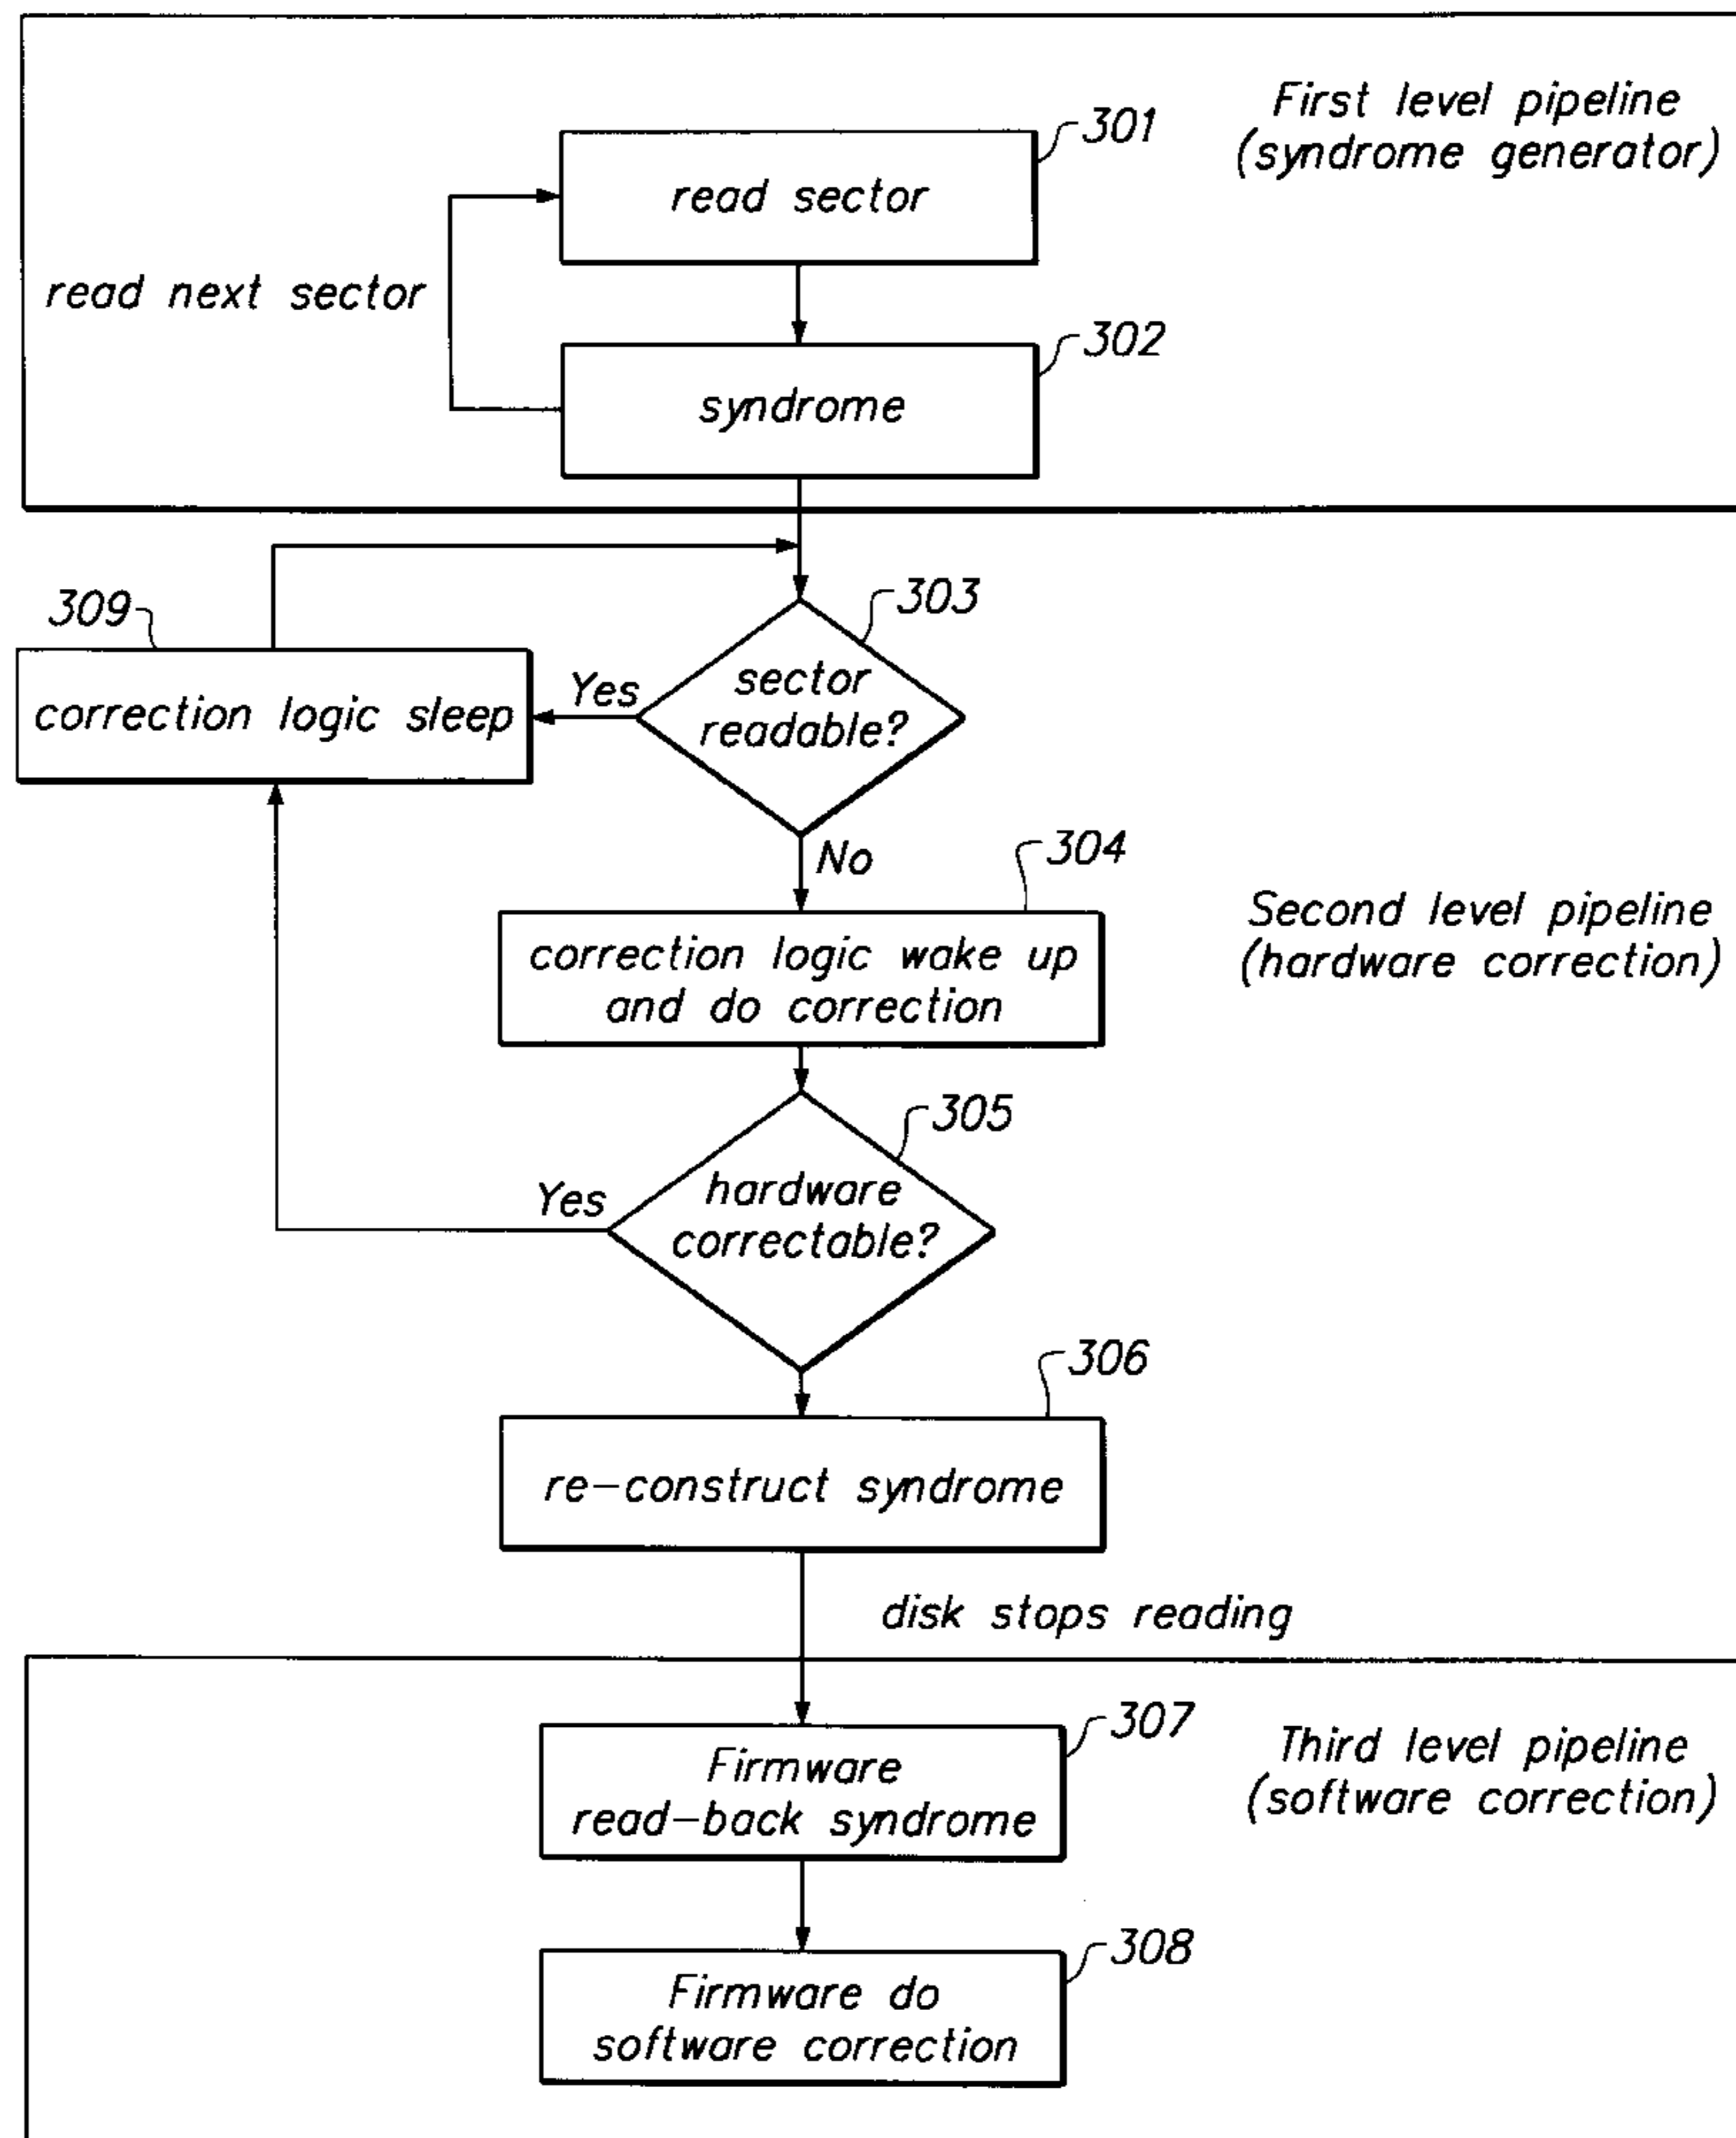 First level pipeline
(syndrome generator)
301
read sector
read next sector
302
syndrome
303
309
sector
readable?
Yes
correction logic sleep
No
304
correction logic wake up
and do correction
Second level pipeline
(hardware correction)
305
hardware
correctable?
Yes
306
re-construct syndrome
disk stops reading
307
Firmware
read-back syndrome
Third level pipeline
(software correction)
308
Firmware do
software correction